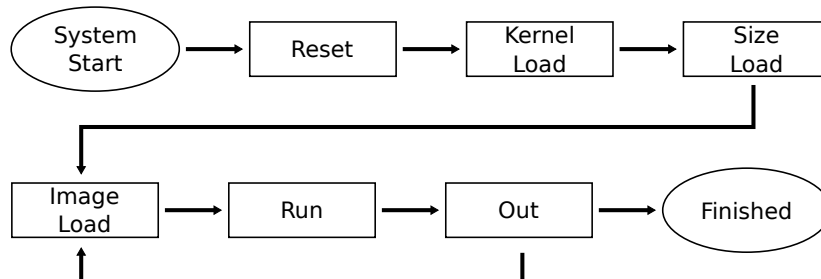 System
Start
Reset
Kernel
Load
Size
Load
Image
Load
Run
Out
Finished